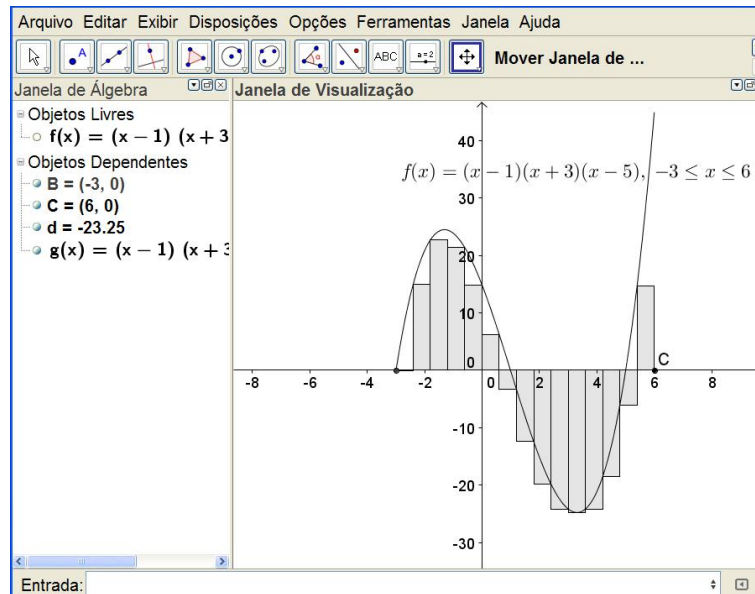 Arquivo Editar Exibir Disposições Opções Ferramentas Janela Ajuda
A ABC a=2 Mover Janela de ...
Janela de Álgebra
Objetos Livres
f(x) = (x − 1) (x + 3
Objetos Dependentes
B = (-3, 0)
C = (6, 0)
d = -23.25
g(x) = (x − 1) (x + 3
Janela de Visualização
40
f(x) = (x − 1)(x + 3)(x − 5), −3 ≤ x ≤ 6
30
20
10
0
C
-8 -6 -4 -2 0 2 4 6 8
-10
-20
-30
Entrada: